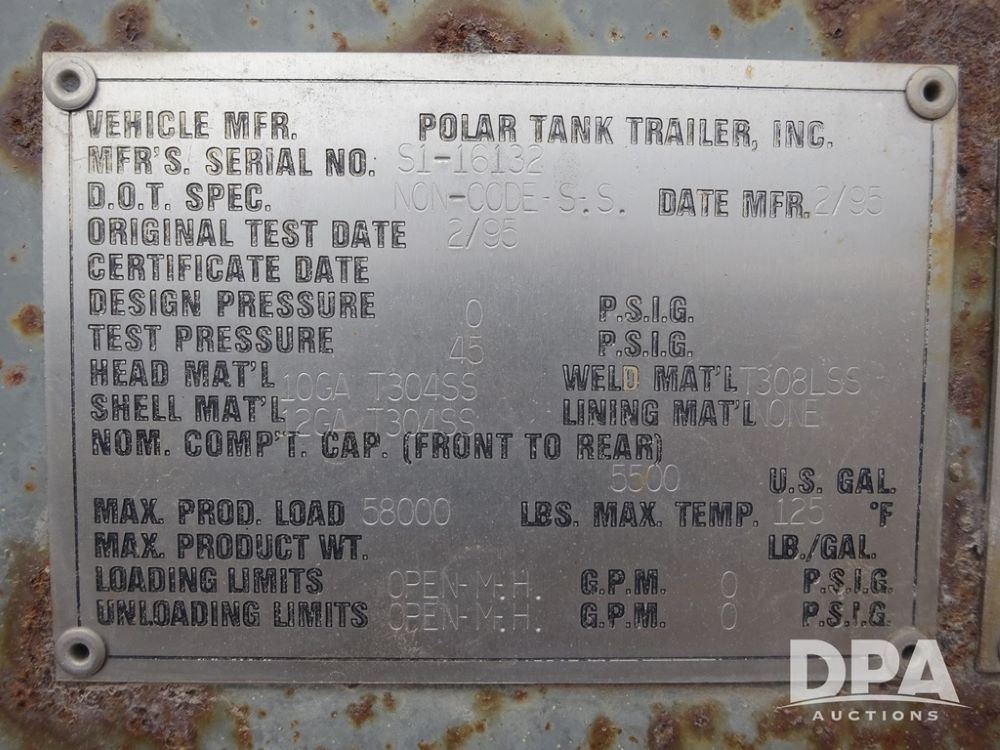 VEHICLE MFR. POLAR TANK TRAILER, INC.
MFR'S. SERIAL NO. S1-16132
D.O.T. SPEC. NON-CODE-S.S. DATE MFR. 2/95
ORIGINAL TEST DATE 2/95
CERTIFICATE DATE
DESIGN PRESSURE 0 P.S.I.G.
TEST PRESSURE 45 P.S.I.G.
HEAD MAT'L 10GA T304SS WELD MAT'L T308LSS
SHELL MAT'L 12GA T304SS LINING MAT'L NONE
NOM. COMP'T. CAP. (FRONT TO REAR)
5500 U.S. GAL.
MAX. PROD. LOAD 58000 LBS. MAX. TEMP. 125 °F
MAX. PRODUCT WT. LB./GAL.
LOADING LIMITS OPEN-M.H. G.P.M. 0 P.S.I.G.
UNLOADING LIMITS OPEN-M.H. G.P.M. 0 P.S.I.G.
DPA
AUCTIONS